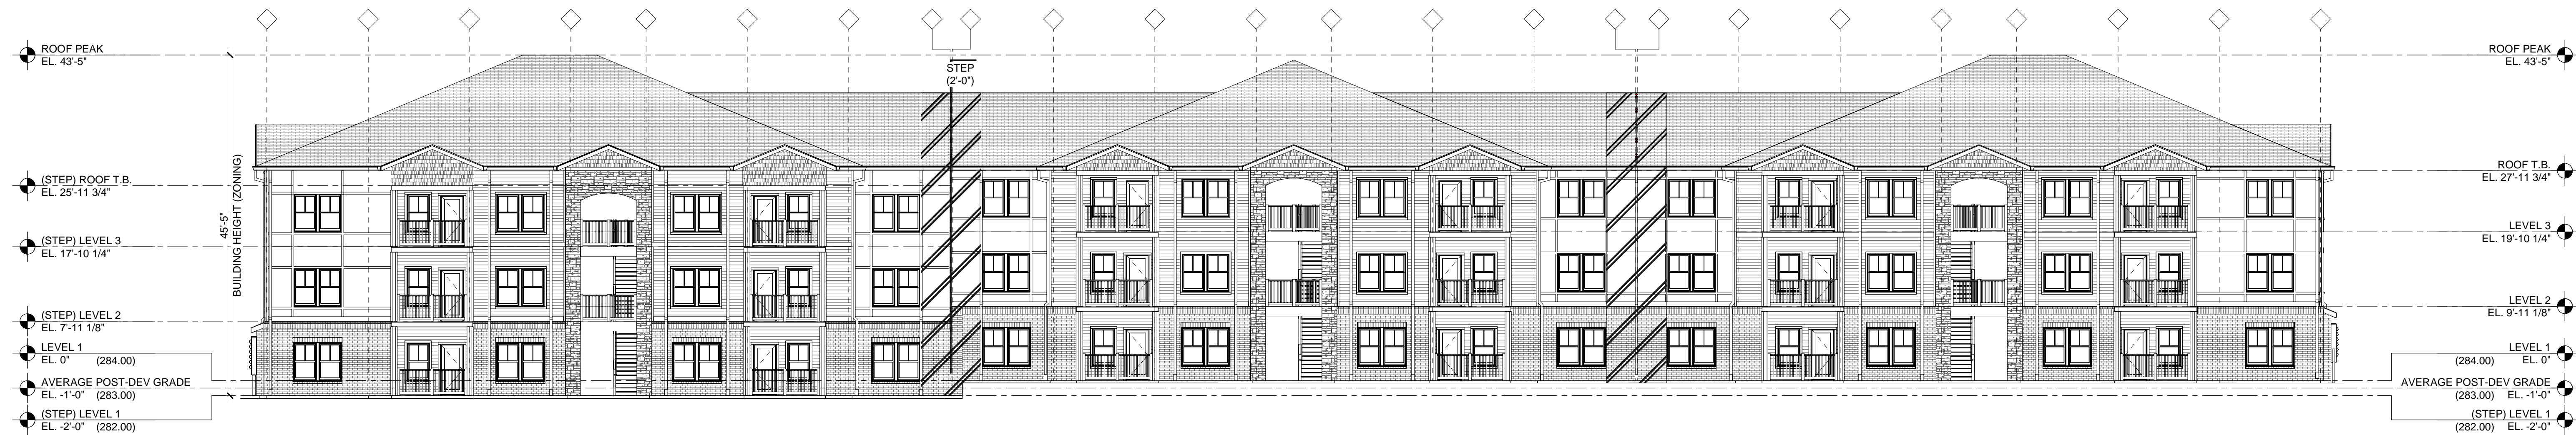 ROOF PEAK
EL. 43'-5"
(STEP) ROOF T.B.
EL. 25'-11 3/4"
(STEP) LEVEL 3
EL. 17'-10 1/4"
(STEP) LEVEL 2
EL. 7'-11 1/8"
LEVEL 1
EL. 0" (284.00)
AVERAGE POST-DEV GRADE
EL. -1'-0" (283.00)
(STEP) LEVEL 1
EL. -2'-0" (282.00)
45'-5"
BUILDING HEIGHT (ZONING)
STEP
(2'-0")
ROOF PEAK
EL. 43'-5"
ROOF T.B.
EL. 27'-11 3/4"
LEVEL 3
EL. 19'-10 1/4"
LEVEL 2
EL. 9'-11 1/8"
LEVEL 1
(284.00) EL. 0"
AVERAGE POST-DEV GRADE
(283.00) EL. -1'-0"
(STEP) LEVEL 1
(282.00) EL. -2'-0"